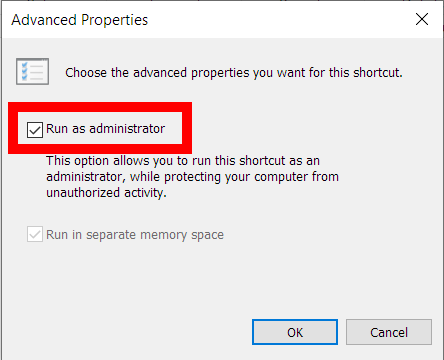 Advanced Properties
Choose the advanced properties you want for this shortcut.
Run as administrator
This option allows you to run this shortcut as an
administrator, while protecting your computer from
unauthorized activity.
Run in separate memory space
OK
Cancel